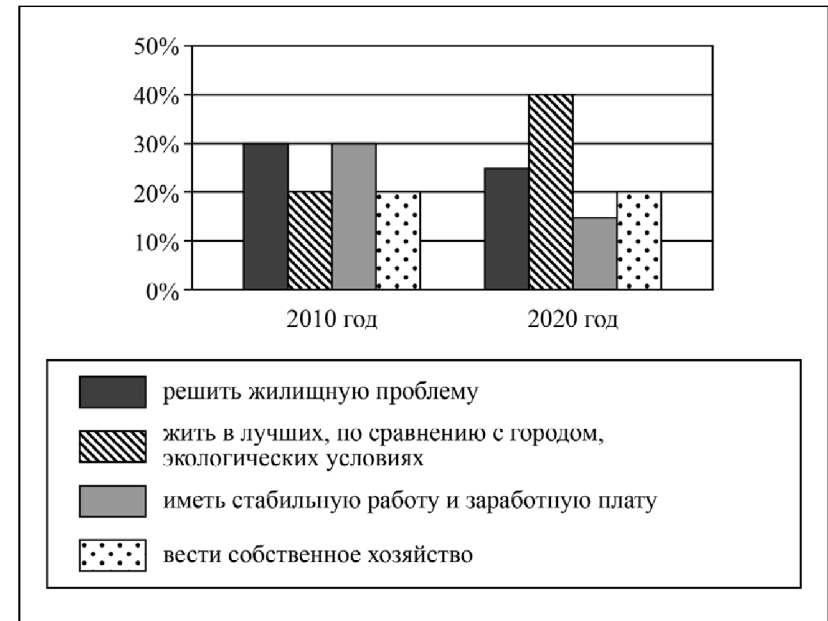 50%
40%
30%
20%
10%
0%
2010 год
2020 год
решить жилищную проблему
жить в лучших, по сравнению с городом,
экологических условиях
иметь стабильную работу и заработную плату
вести собственное хозяйство